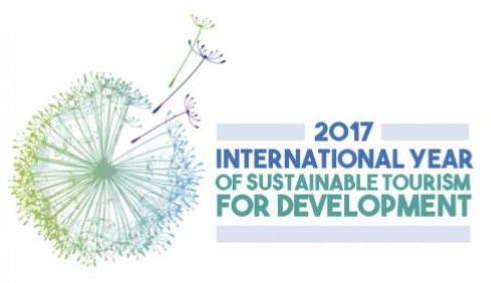 2017
INTERNATIONAL YEAR
OF SUSTAINABLE TOURISM
FOR DEVELOPMENT